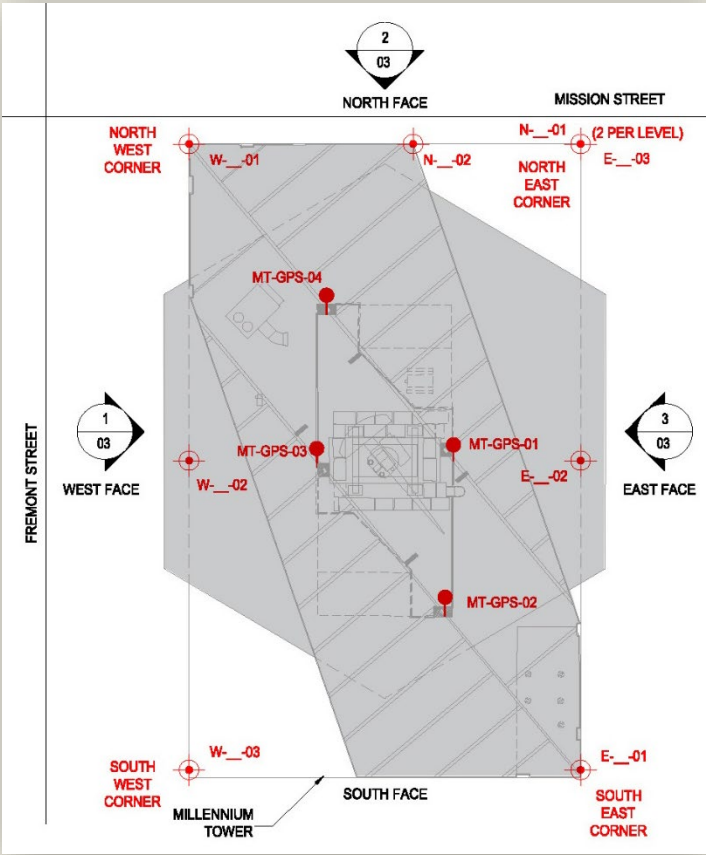 2
03
NORTH FACE
MISSION STREET
NORTH
WEST
CORNER
W-__-01
N-__-02
N-__-01 (2 PER LEVEL)
E-__-03
NORTH
EAST
CORNER
MT-GPS-04
1
03
WEST FACE
MT-GPS-03
MT-GPS-01
3
03
EAST FACE
W-__-02
E-__-02
FREMONT STREET
MT-GPS-02
W-__-03
E-__-01
SOUTH
WEST
CORNER
SOUTH FACE
MILLENNIUM
TOWER
SOUTH
EAST
CORNER